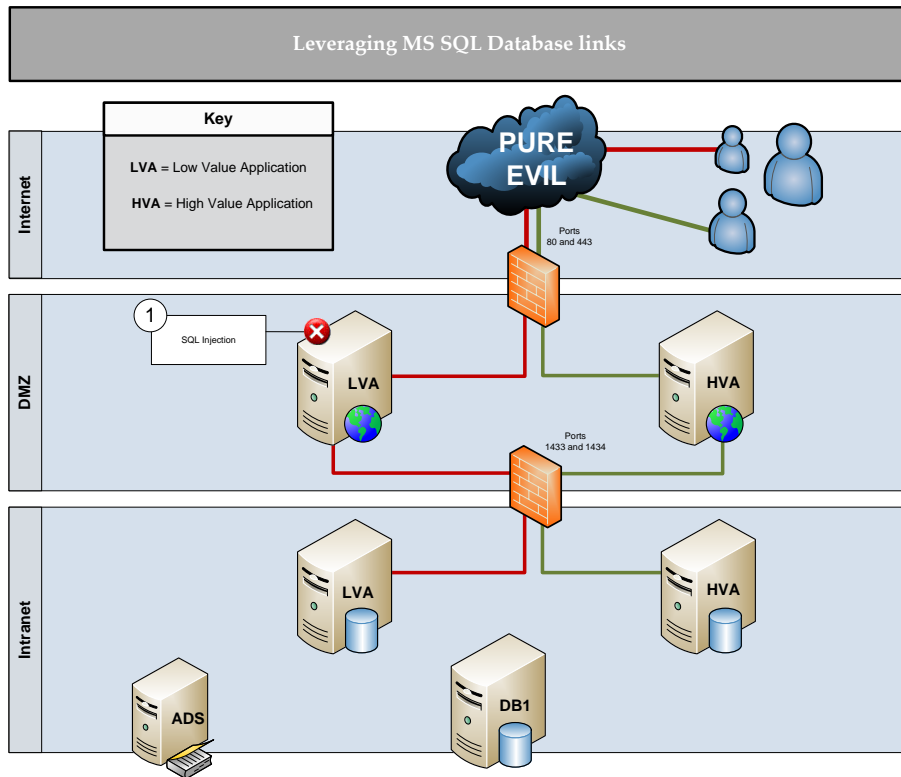 Leveraging MS SQL Database links
Key
LVA = Low Value Application
HVA = High Value Application
Internet
PURE
EVIL
Ports
80 and 443
DMZ
1
SQL Injection
LVA
HVA
Ports
1433 and 1434
Intranet
LVA
HVA
ADS
DB1